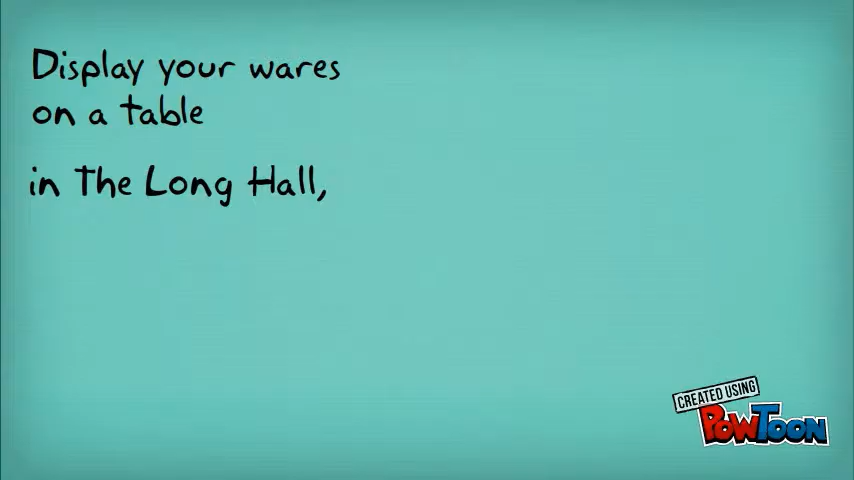 Display your wares
on a table
in The Long Hall,
CREATED USING
POWTOON